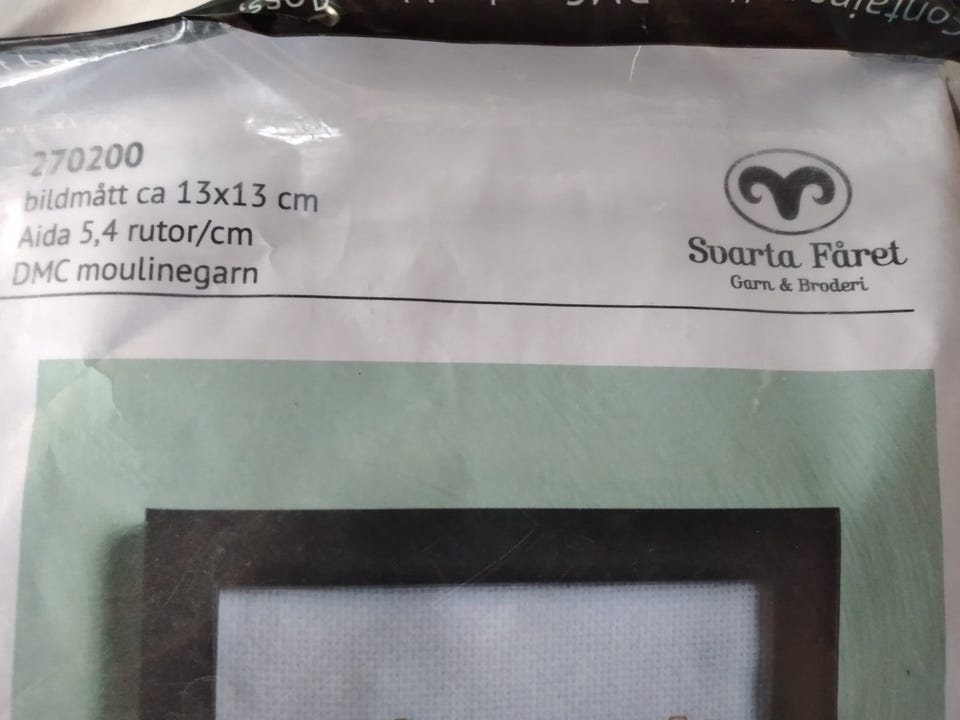 270200
bildmått ca 13x13 cm
Aida 5,4 rutor/cm
DMC moulinegarn
Svarta Fåret
Garn & Broderi